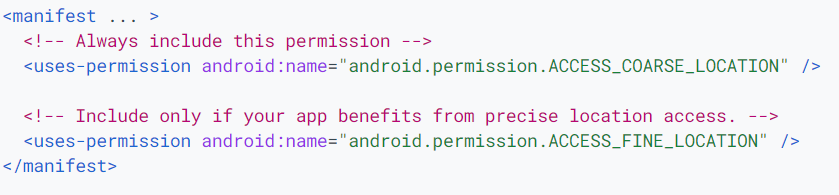 <manifest ... >
<!-- Always include this permission -->
<uses-permission android:name="android.permission.ACCESS_COARSE_LOCATION" />
<!-- Include only if your app benefits from precise location access. -->
<uses-permission android:name="android.permission.ACCESS_FINE_LOCATION" />
</manifest>